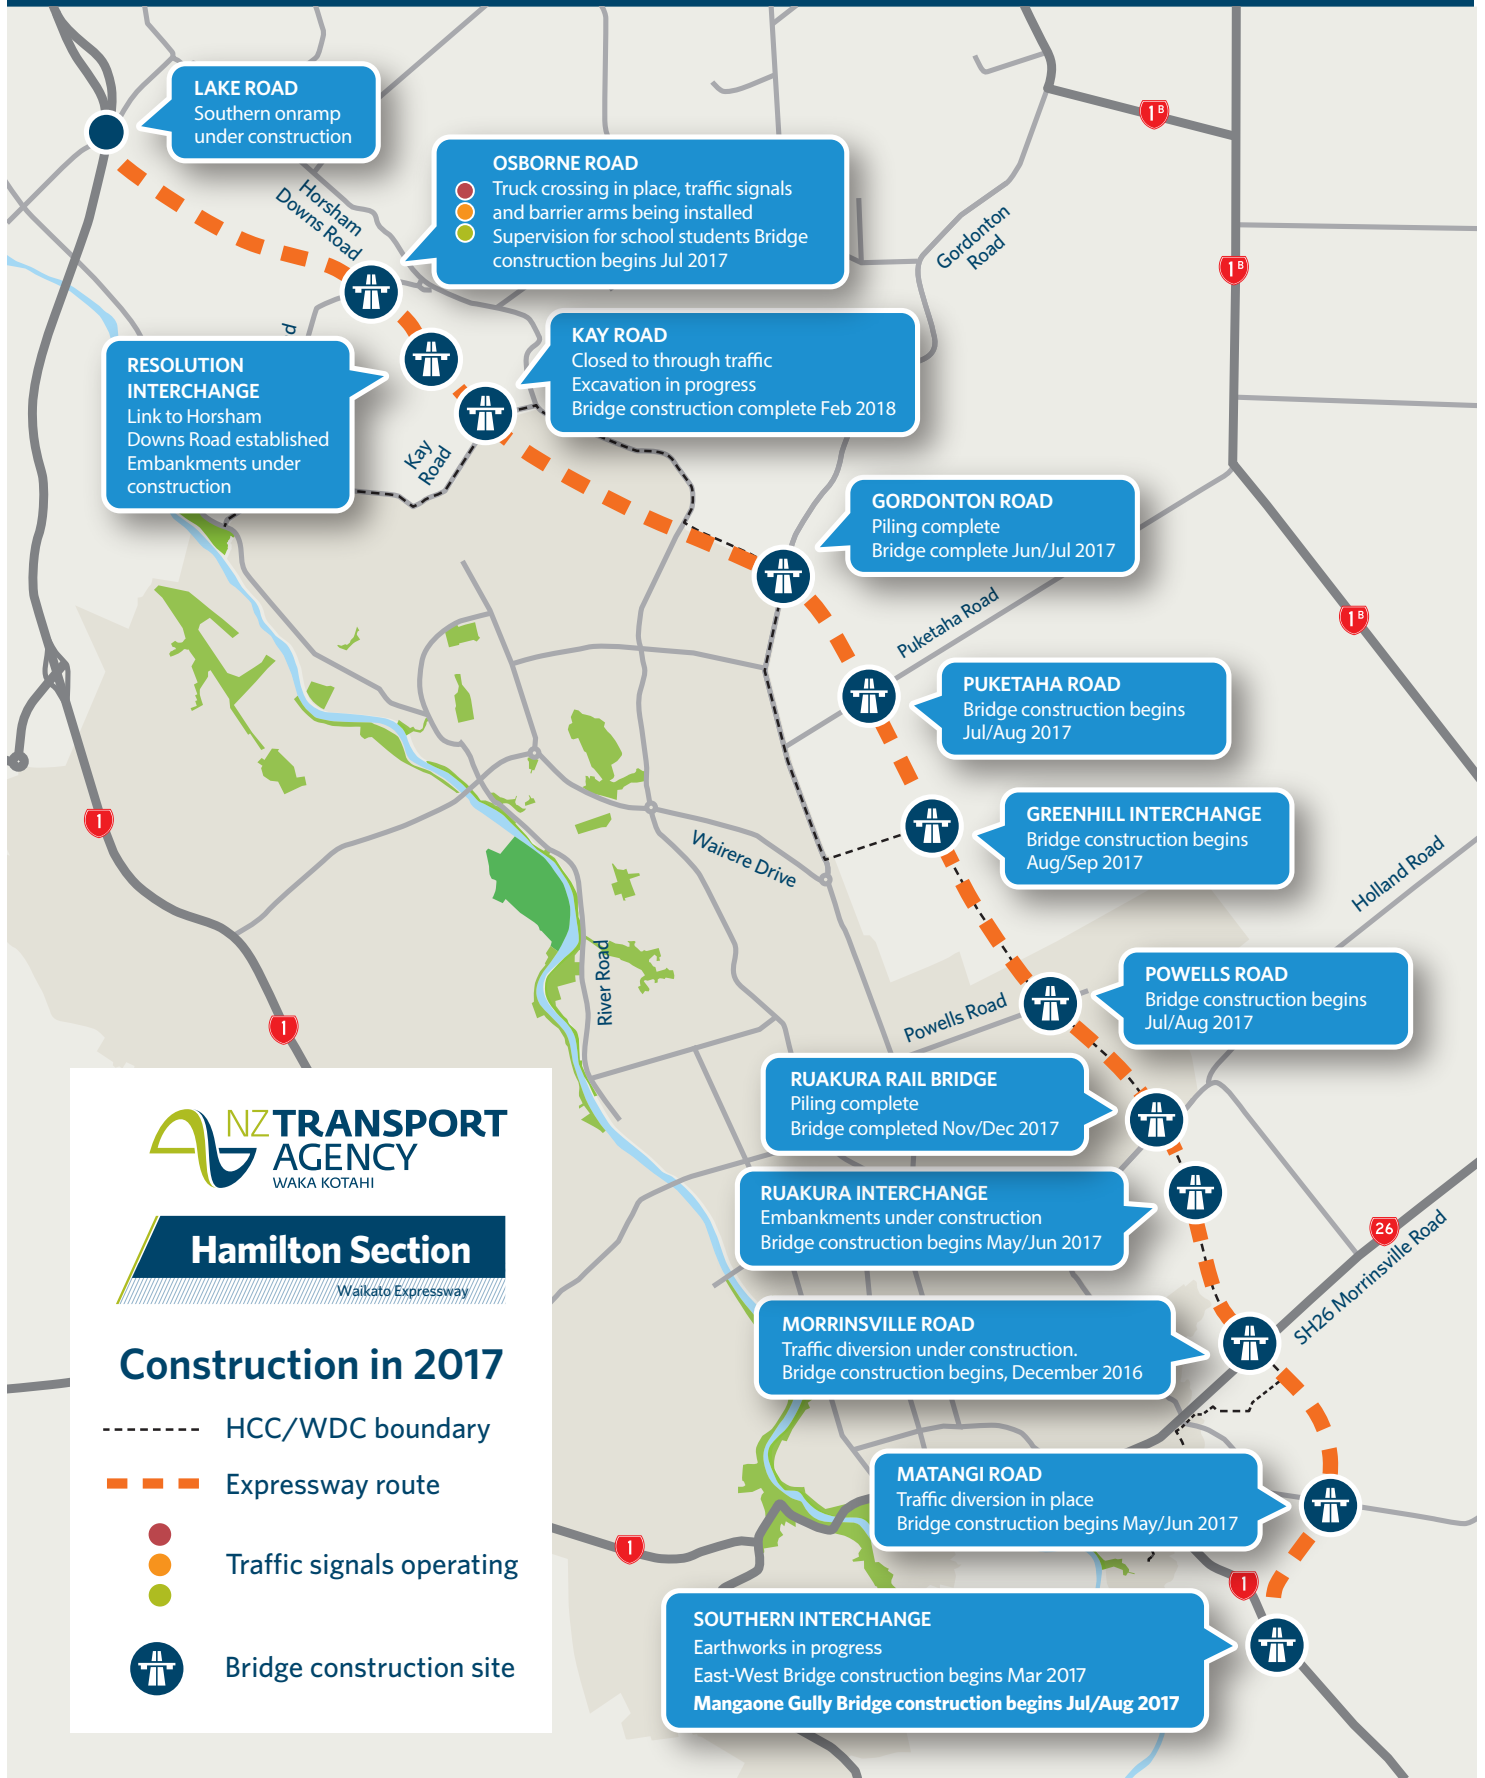 LAKE ROAD
Southern onramp
under construction
1B
OSBORNE ROAD
Truck crossing in place, traffic signals
and barrier arms being installed
Supervision for school students Bridge
construction begins Jul 2017
Horsham
Downs Road
Gordonton
Road
1B
d
KAY ROAD
Closed to through traffic
Excavation in progress
Bridge construction complete Feb 2018
RESOLUTION
INTERCHANGE
Link to Horsham
Downs Road established
Embankments under
construction
Kay
Road
GORDONTON ROAD
Piling complete
Bridge complete Jun/Jul 2017
1B
Puketaha Road
PUKETAHA ROAD
Bridge construction begins
Jul/Aug 2017
1
GREENHILL INTERCHANGE
Bridge construction begins
Aug/Sep 2017
Wairere Drive
Holland Road
River Road
POWELLS ROAD
Bridge construction begins
Jul/Aug 2017
Powells Road
1
RUAKURA RAIL BRIDGE
Piling complete
Bridge completed Nov/Dec 2017
RUAKURA INTERCHANGE
Embankments under construction
Bridge construction begins May/Jun 2017
26
SH26 Morrinsville Road
MORRINSVILLE ROAD
Traffic diversion under construction.
Bridge construction begins, December 2016
MATANGI ROAD
Traffic diversion in place
Bridge construction begins May/Jun 2017
1
1
SOUTHERN INTERCHANGE
Earthworks in progress
East-West Bridge construction begins Mar 2017
Mangaone Gully Bridge construction begins Jul/Aug 2017
NZ TRANSPORT
AGENCY
WAKA KOTAHI
Hamilton Section
Waikato Expressway
Construction in 2017
HCC/WDC boundary
Expressway route
Traffic signals operating
Bridge construction site